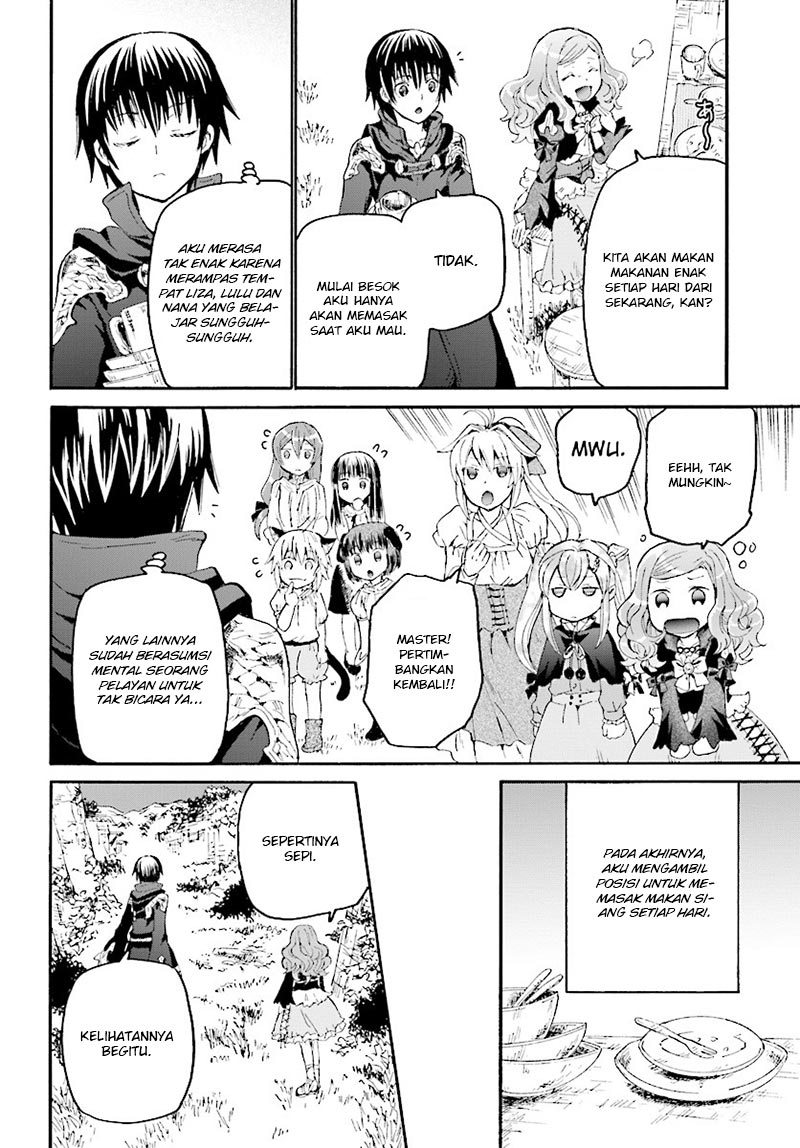 あ〜
KITA AKAN MAKAN
MAKANAN ENAK
SETIAP HARI DARI
SEKARANG, KAN?
TIDAK.
MULAI BESOK
AKU HANYA
AKAN MEMASAK
SAAT AKU MAU.
AKU MERASA
TAK ENAK KARENA
MERAMPAS TEM-
PAT LIZA, LULU DAN
NANA YANG BELA-
JAR SUNGGUH-
SUNGGUH.
EEHH, TAK
MUNGKIN~
MWU.
MASTER!
PERTIM-
BANGKAN
KEMBALI!!
YANG LAINNYA
SUDAH BERASUMSI
MENTAL SEORANG
PELAYAN UNTUK
TAK BICARA YA...
PADA AKHIRNYA,
AKU MENGAMBIL
POSISI UNTUK ME-
MASAK MAKAN SI-
ANG SETIAP HARI.
SEPERTINYA
SEPI.
KELIHATANNYA
BEGITU.